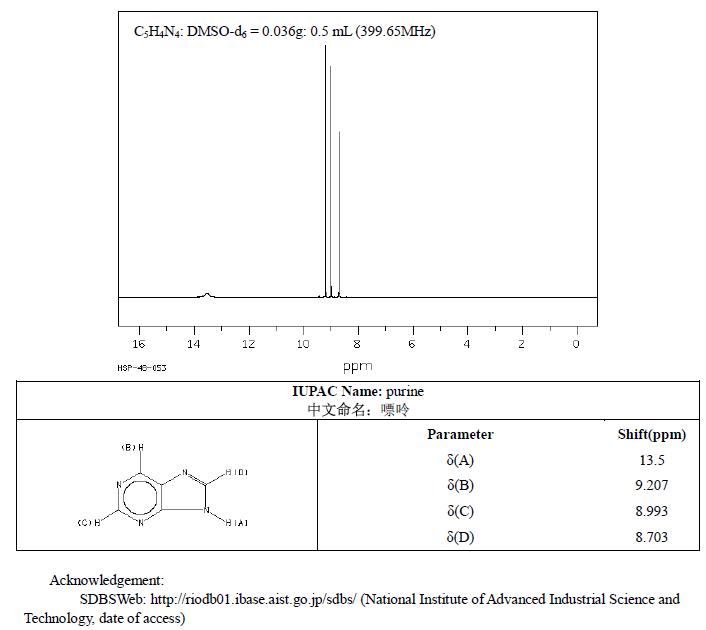 C₅H₄N₄: DMSO-d₆ = 0.036g: 0.5 mL (399.65MHz)
16 14 12 10 8 6 4 2 0
HSP-48-053
ppm
IUPAC Name: purine
中文命名：嘌呤
Parameter Shift(ppm)
δ(A) 13.5
δ(B) 9.207
δ(C) 8.993
δ(D) 8.703
(B)H
N
N
H(D)
(C)H
N
N
H(A)
Acknowledgement:
SDBSWeb: http://riodb01.ibase.aist.go.jp/sdbs/ (National Institute of Advanced Industrial Science and
Technology, date of access)